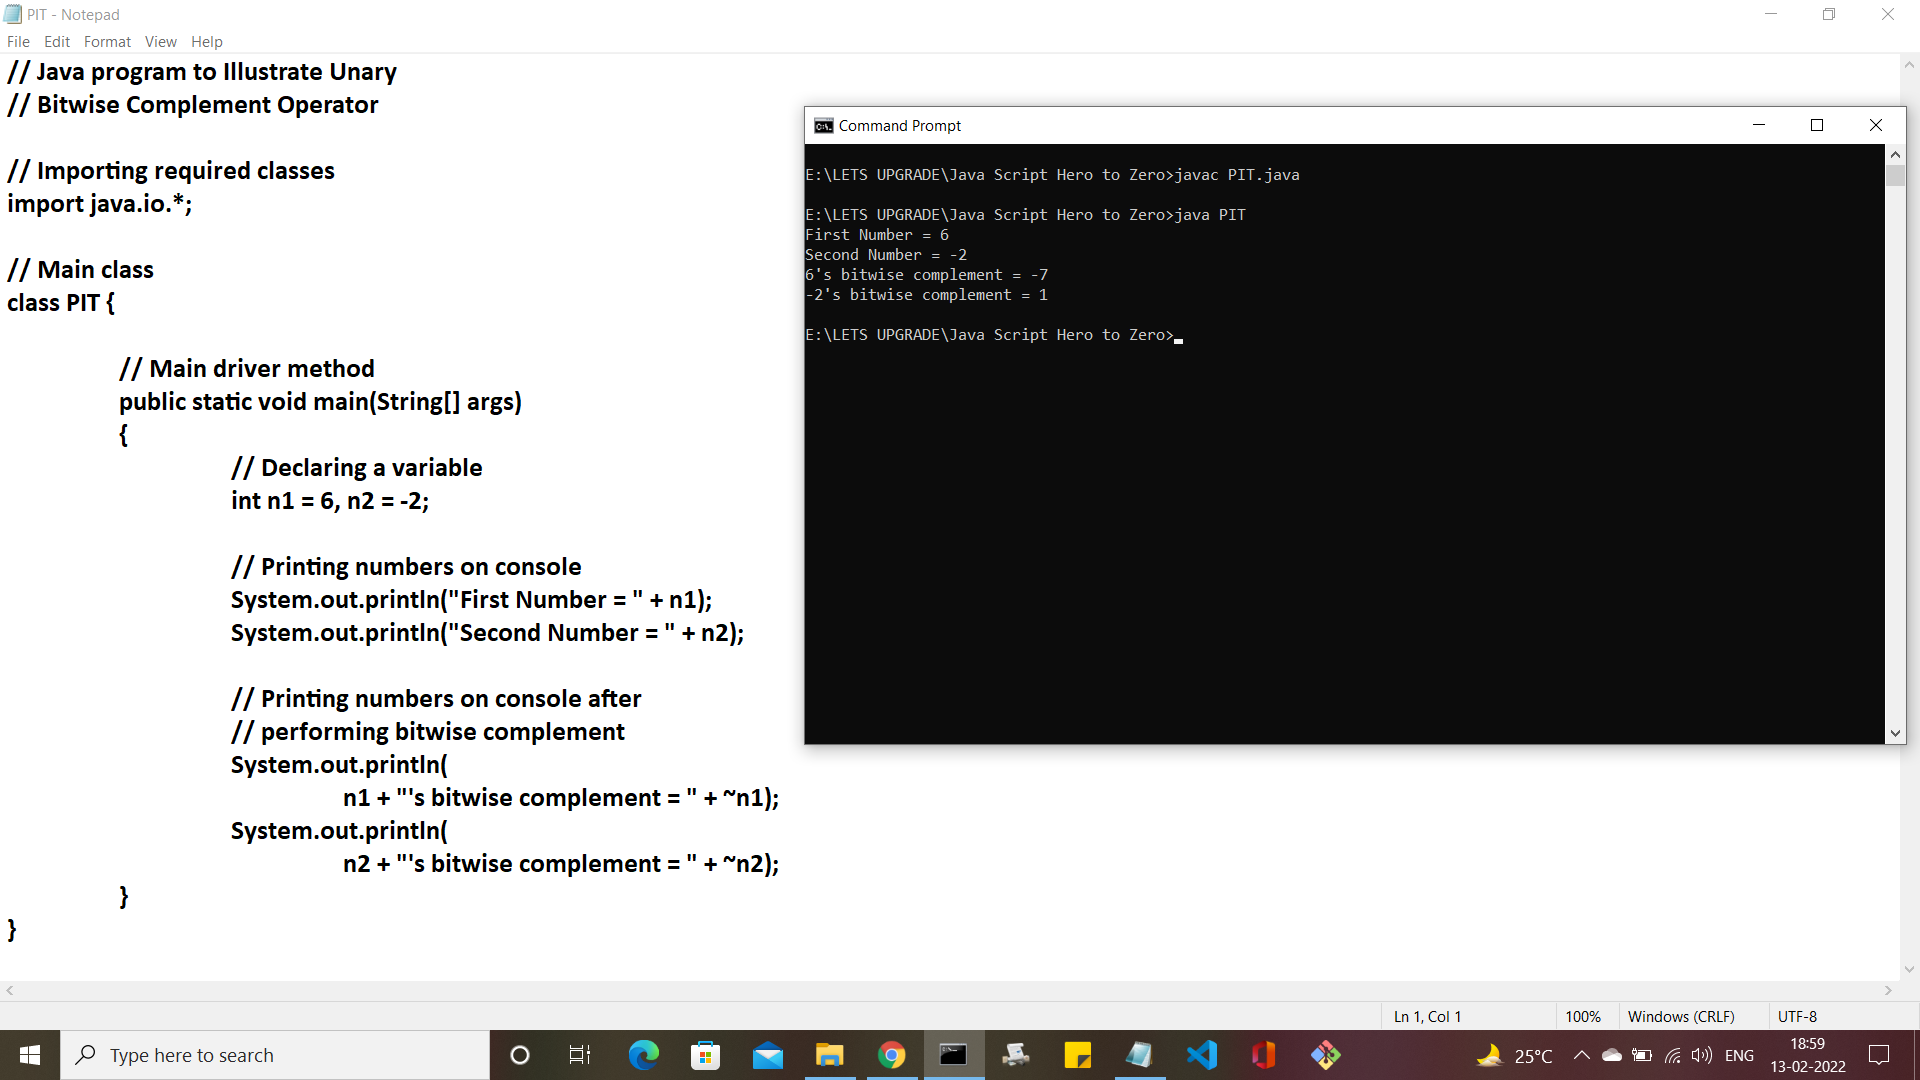 PIT - Notepad
File Edit Format View Help
// Java program to Illustrate Unary
// Bitwise Complement Operator
// Importing required classes
import java.io.*;
// Main class
class PIT {
// Main driver method
public static void main(String[] args)
{
// Declaring a variable
int n1 = 6, n2 = -2;
// Printing numbers on console
System.out.println("First Number = " + n1);
System.out.println("Second Number = " + n2);
// Printing numbers on console after
// performing bitwise complement
System.out.println(
n1 + "'s bitwise complement = " + ~n1);
System.out.println(
n2 + "'s bitwise complement = " + ~n2);
}
}
Command Prompt
E:\LETS UPGRADE\Java Script Hero to Zero>javac PIT.java
E:\LETS UPGRADE\Java Script Hero to Zero>java PIT
First Number = 6
Second Number = -2
6's bitwise complement = -7
-2's bitwise complement = 1
E:\LETS UPGRADE\Java Script Hero to Zero>
Ln 1, Col 1 100% Windows (CRLF) UTF-8
Type here to search
25°C ENG
18:59
13-02-2022